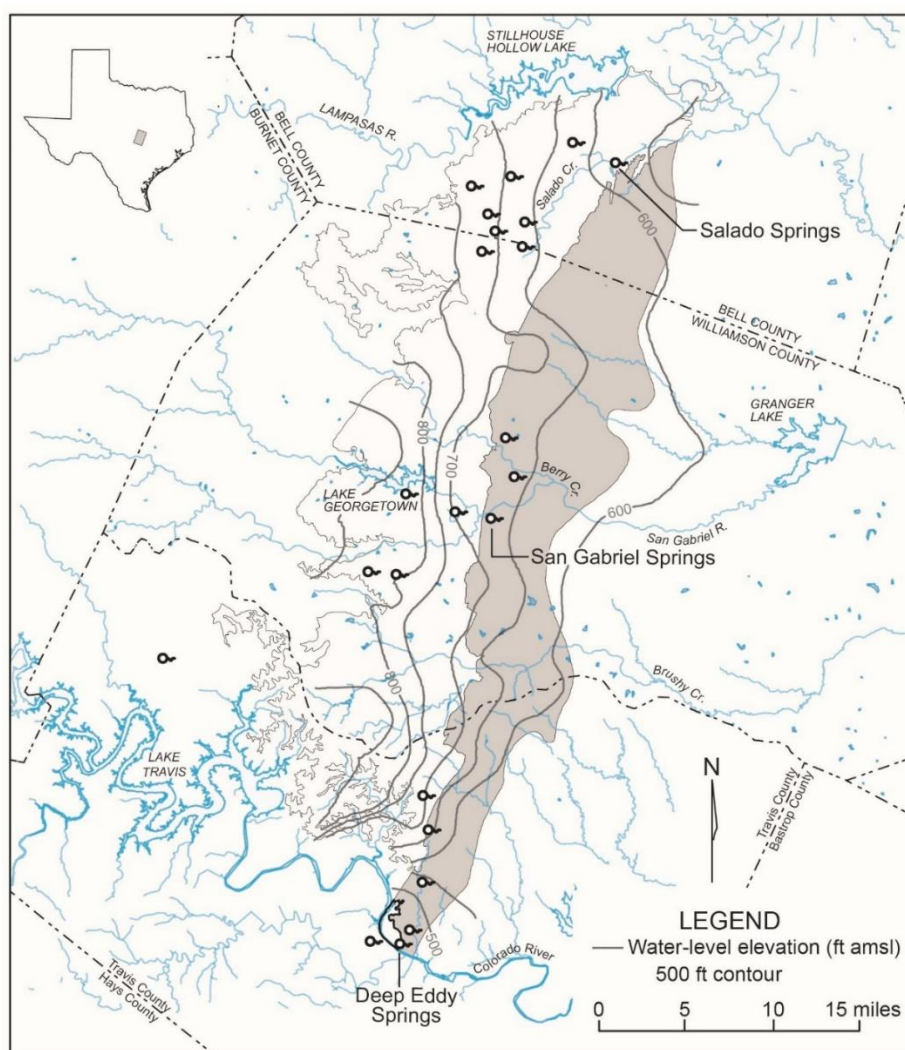 STILLHOUSE
HOLLOW LAKE
LAMPASAS R.
BELL COUNTY
BURNET COUNTY
Salado Cr.
600
Salado Springs
BELL COUNTY
WILLIAMSON COUNTY
GRANGER
LAKE
800
700
Berry Cr.
LAKE
GEORGETOWN
600
San Gabriel R.
San Gabriel Springs
800
Brushy Cr.
LAKE
TRAVIS
N
Travis County
Bastrop County
LEGEND
Water-level elevation (ft amsl)
500 ft contour
500
Colorado River
Travis County
Hays County
Deep Eddy
Springs
0 5 10 15 miles